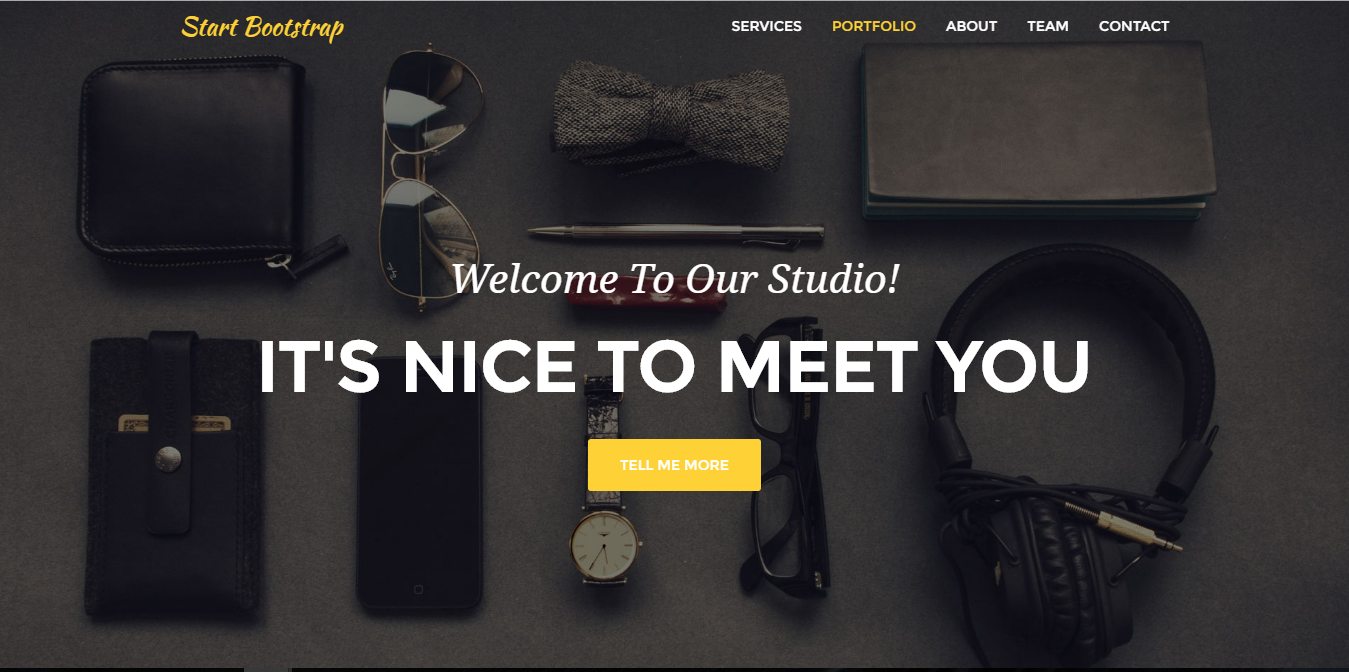 Start Bootstrap
SERVICES PORTFOLIO ABOUT TEAM CONTACT
Welcome To Our Studio!
IT'S NICE TO MEET YOU
TELL ME MORE